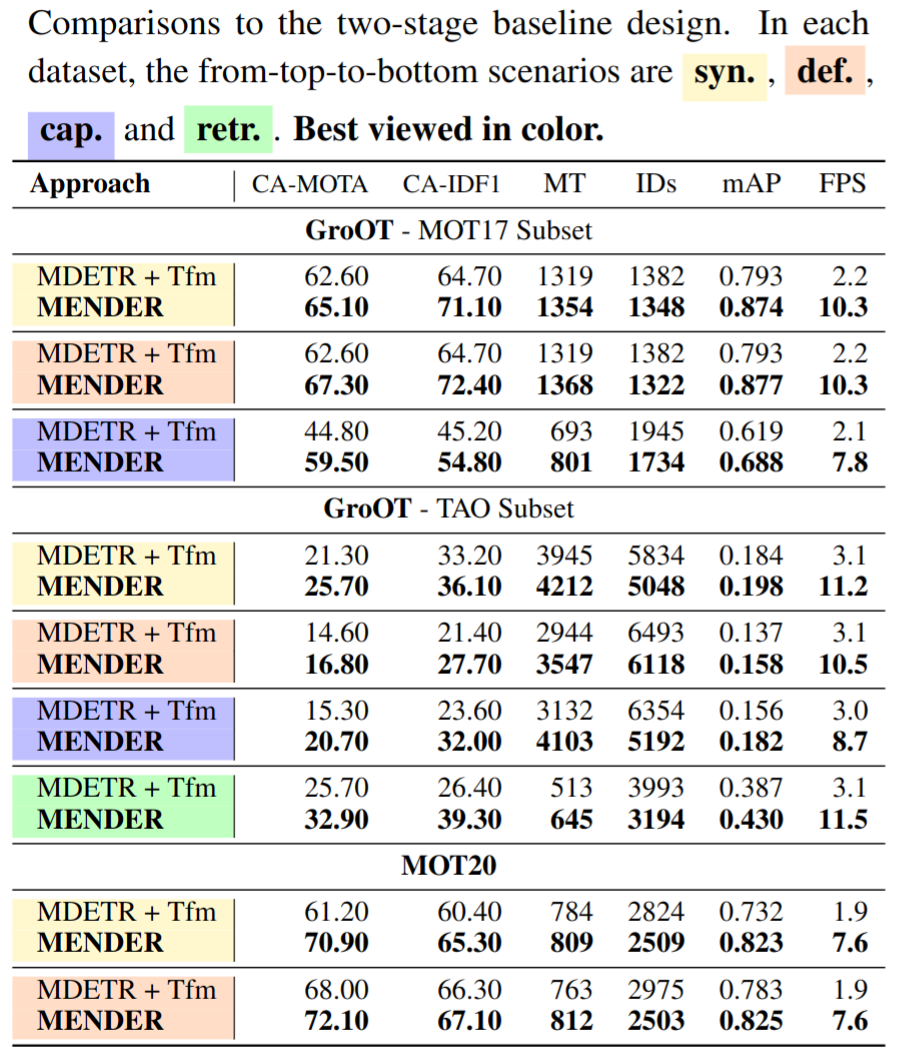 Comparisons to the two-stage baseline design. In each
dataset, the from-top-to-bottom scenarios are syn. , def. ,
cap. and retr. . Best viewed in color.
Approach CA-MOTA CA-IDF1 MT IDs mAP FPS
GroOT - MOT17 Subset
MDETR + Tfm 62.60 64.70 1319 1382 0.793 2.2
MENDER 65.10 71.10 1354 1348 0.874 10.3
MDETR + Tfm 62.60 64.70 1319 1382 0.793 2.2
MENDER 67.30 72.40 1368 1322 0.877 10.3
MDETR + Tfm 44.80 45.20 693 1945 0.619 2.1
MENDER 59.50 54.80 801 1734 0.688 7.8
GroOT - TAO Subset
MDETR + Tfm 21.30 33.20 3945 5834 0.184 3.1
MENDER 25.70 36.10 4212 5048 0.198 11.2
MDETR + Tfm 14.60 21.40 2944 6493 0.137 3.1
MENDER 16.80 27.70 3547 6118 0.158 10.5
MDETR + Tfm 15.30 23.60 3132 6354 0.156 3.0
MENDER 20.70 32.00 4103 5192 0.182 8.7
MDETR + Tfm 25.70 26.40 513 3993 0.387 3.1
MENDER 32.90 39.30 645 3194 0.430 11.5
MOT20
MDETR + Tfm 61.20 60.40 784 2824 0.732 1.9
MENDER 70.90 65.30 809 2509 0.823 7.6
MDETR + Tfm 68.00 66.30 763 2975 0.783 1.9
MENDER 72.10 67.10 812 2503 0.825 7.6